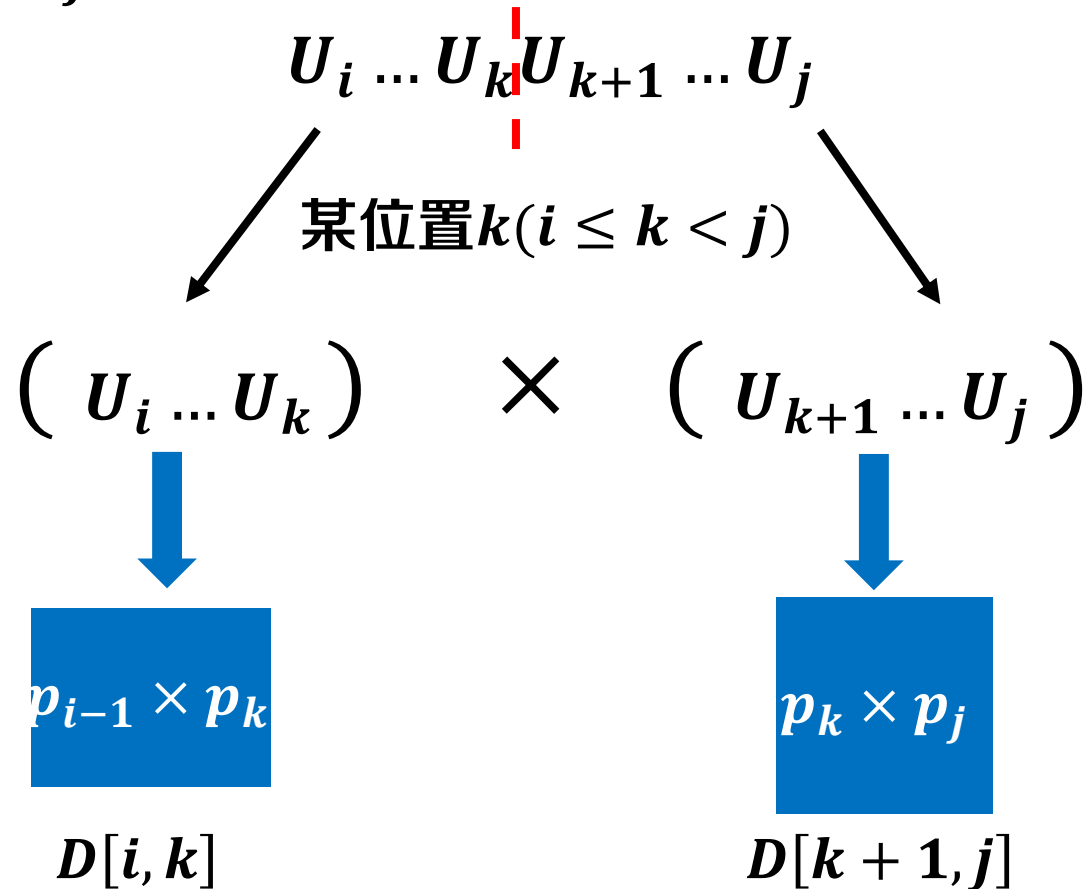 U_i … U_k U_{k+1} … U_j
某位置k(i ≤ k < j)
( U_i … U_k ) × ( U_{k+1} … U_j )
p_{i−1} × p_k
p_k × p_j
D[i, k]
D[k + 1, j]